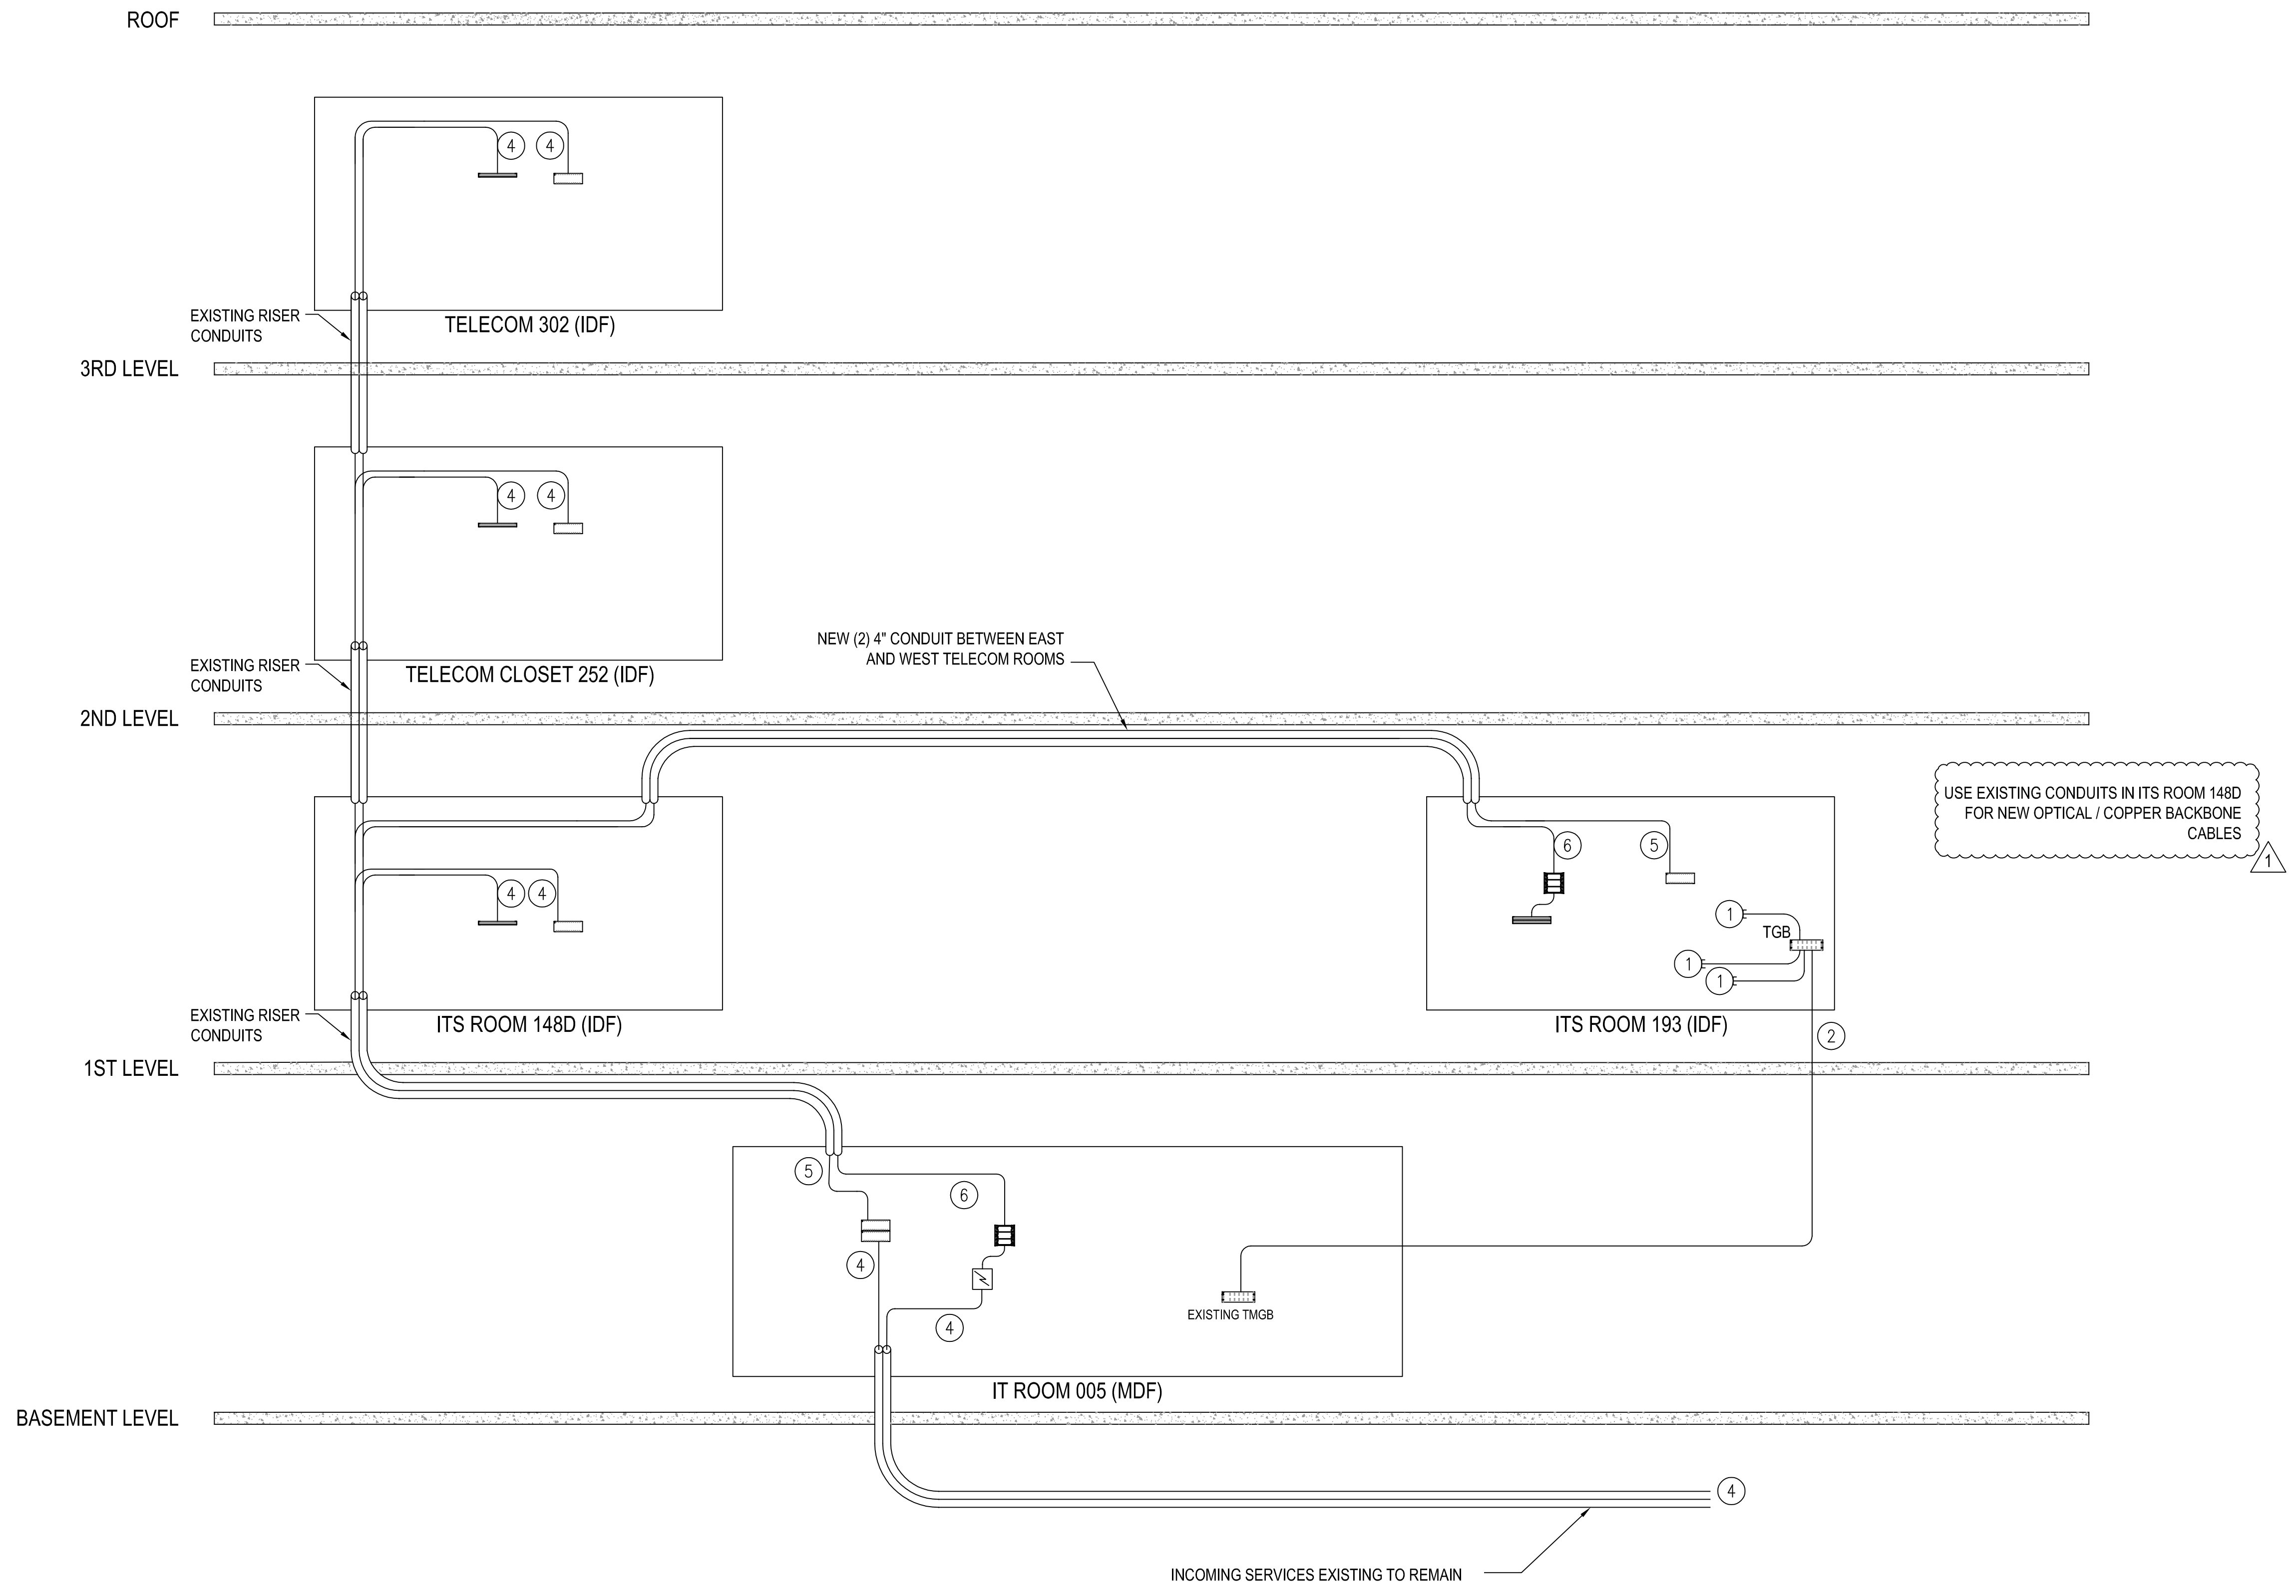 ROOF
4 4
EXISTING RISER
CONDUITS
TELECOM 302 (IDF)
3RD LEVEL
4 4
EXISTING RISER
CONDUITS
TELECOM CLOSET 252 (IDF)
NEW (2) 4" CONDUIT BETWEEN EAST
AND WEST TELECOM ROOMS
2ND LEVEL
USE EXISTING CONDUITS IN ITS ROOM 148D
FOR NEW OPTICAL / COPPER BACKBONE
CABLES
1
6 5
4 4
1
TGB
1
1
EXISTING RISER
CONDUITS
ITS ROOM 148D (IDF)
ITS ROOM 193 (IDF)
2
1ST LEVEL
5
6
4
4
EXISTING TMGB
IT ROOM 005 (MDF)
BASEMENT LEVEL
4
INCOMING SERVICES EXISTING TO REMAIN